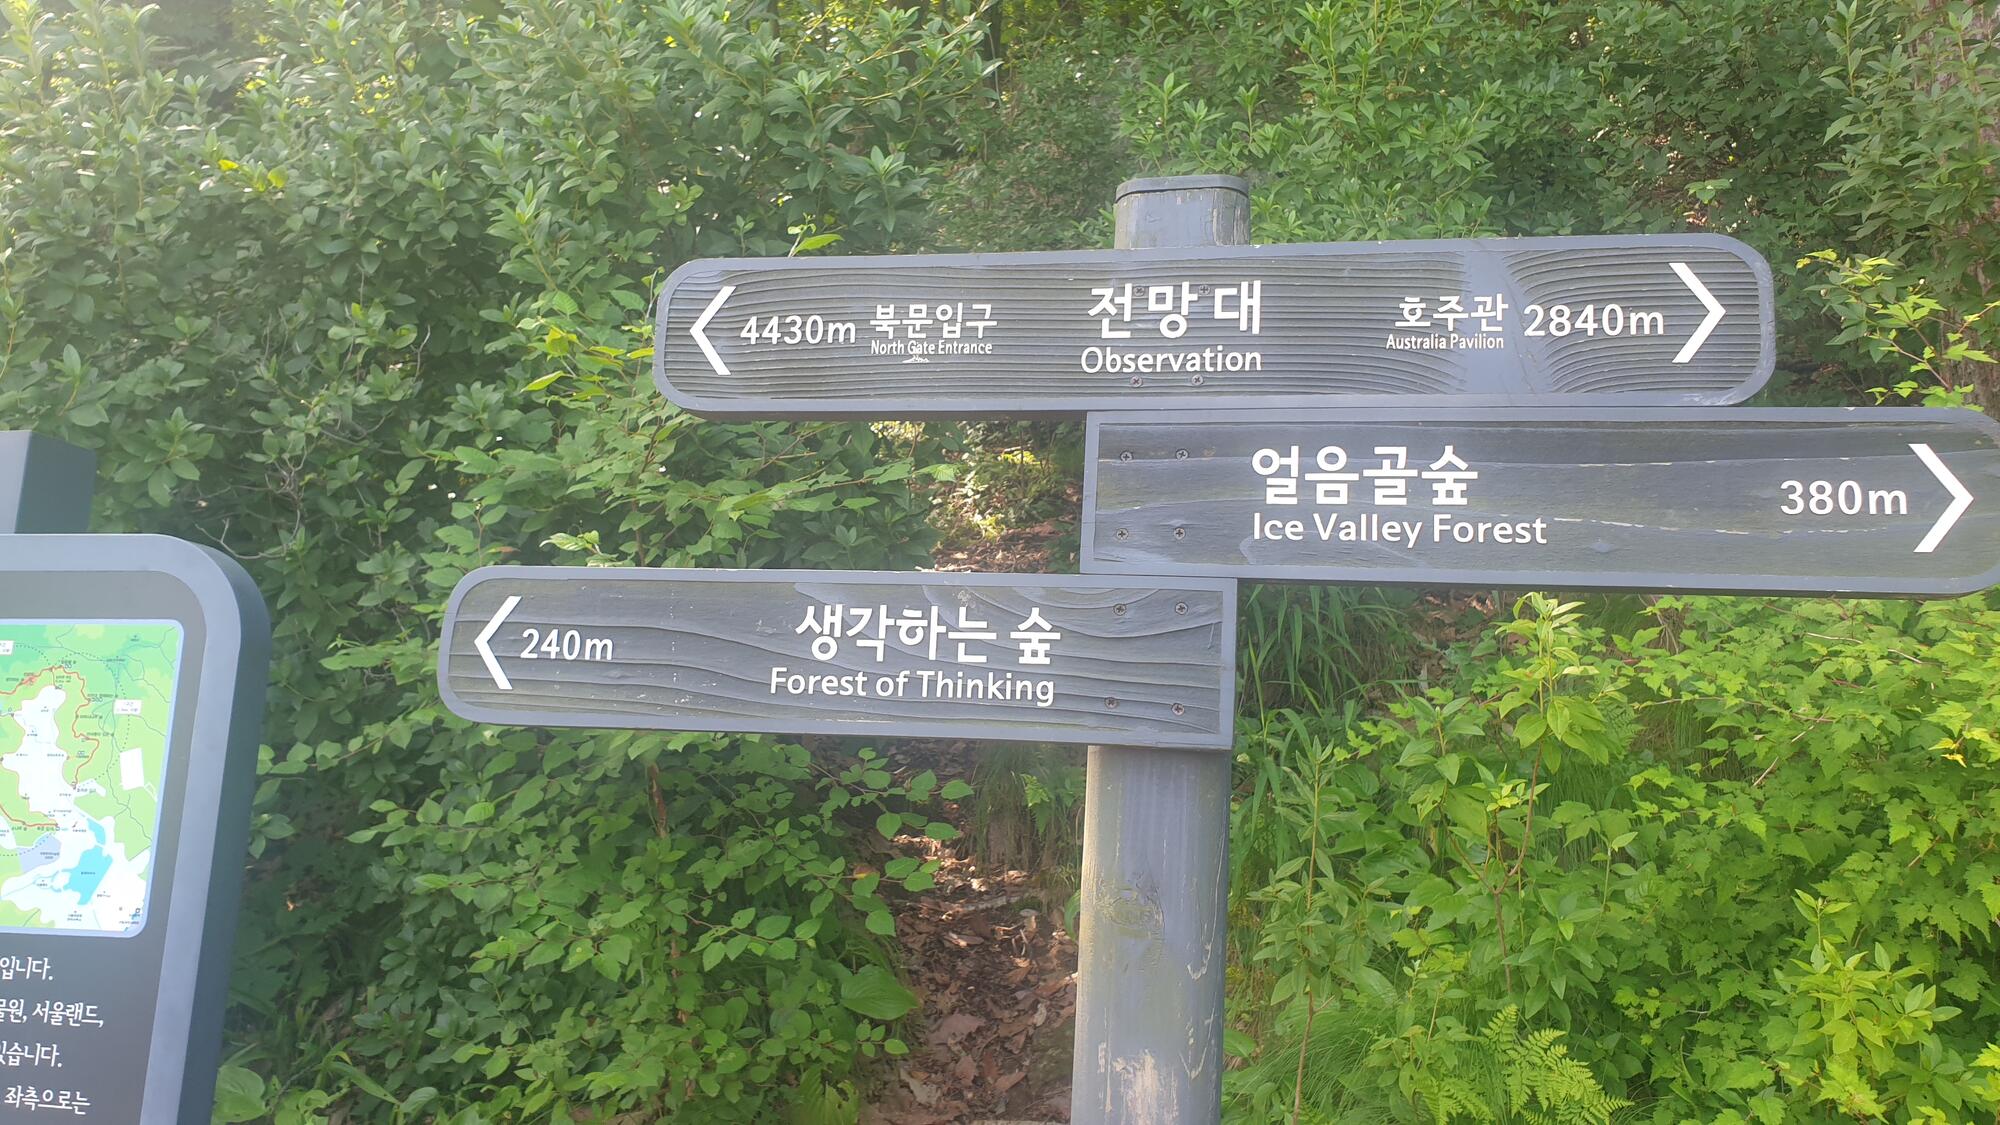 4430m 북문입구 전망대 호주관 2840m
North Gate Entrance Observation Australia Pavilion
얼음골숲 380m
Ice Valley Forest
240m 생각하는 숲
Forest of Thinking
입니다.
서울랜드,
있습니다.
좌측으로는